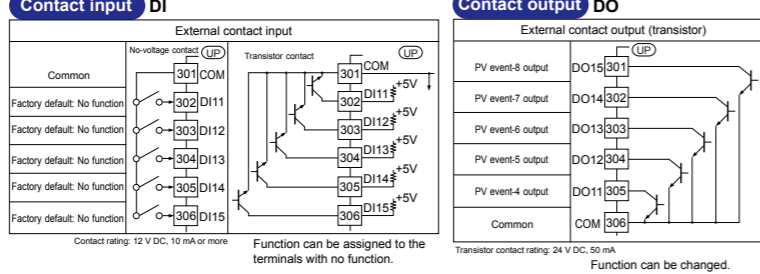 Contact input DI
External contact input
No-voltage contact UP
Transistor contact UP
Common 301 COM
Factory default: No function 302 DI11
Factory default: No function 303 DI12
Factory default: No function 304 DI13
Factory default: No function 305 DI14
Factory default: No function 306 DI15
301 COM
302 DI11 +5V
303 DI12 +5V
304 DI13 +5V
305 DI14 +5V
306 DI15 +5V
Contact rating: 12 V DC, 10 mA or more
Function can be assigned to the
terminals with no function.
Contact output DO
External contact output (transistor)
UP
PV event-8 output DO15 301
PV event-7 output DO14 302
PV event-6 output DO13 303
PV event-5 output DO12 304
PV event-4 output DO11 305
Common COM 306
Transistor contact rating: 24 V DC, 50 mA
Function can be changed.